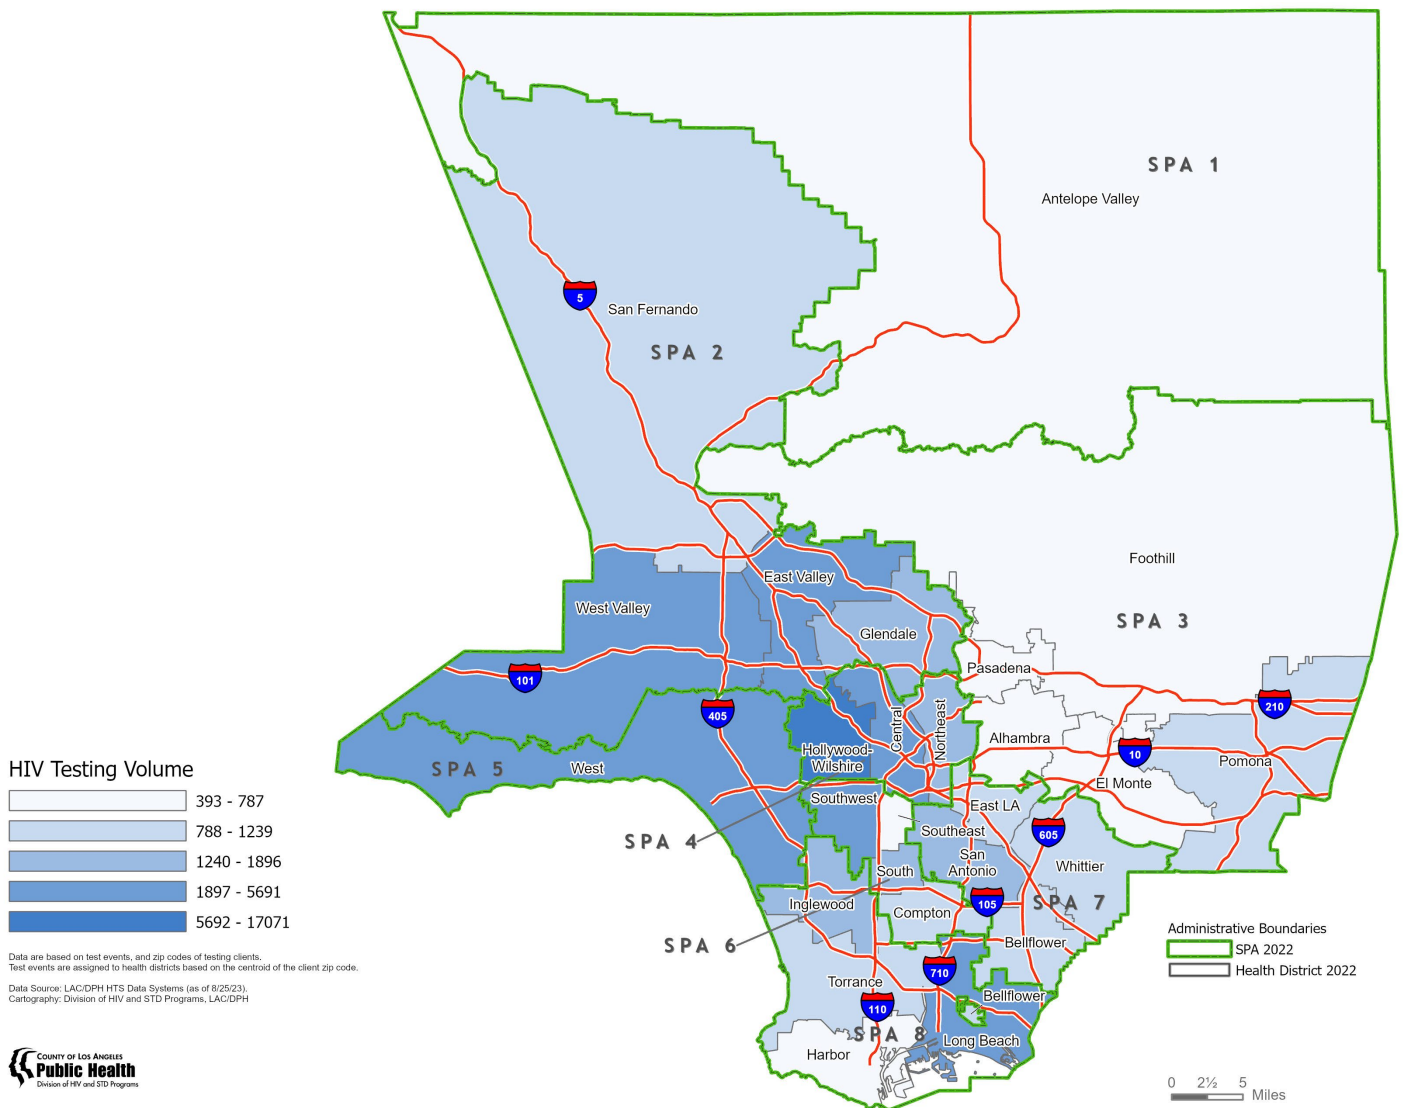 SPA 1
Antelope Valley
5
San Fernando
SPA 2
Foothill
East Valley
West Valley
SPA 3
Glendale
Pasadena
101
405
210
Central
Northeast
Alhambra
10
Hollywood-
Wilshire
Pomona
SPA 5
West
El Monte
Southwest
East LA
605
Southeast
SPA 4
San
Antonio
Whittier
South
105
SPA 7
Inglewood
Compton
SPA 6
Bellflower
710
Torrance
Bellflower
110
SPA 8
Long Beach
Harbor
HIV Testing Volume
393 - 787
788 - 1239
1240 - 1896
1897 - 5691
5692 - 17071
Data are based on test events, and zip codes of testing clients.
Test events are assigned to health districts based on the centroid of the client zip code.
Data Source: LAC/DPH HTS Data Systems (as of 8/25/23).
Cartography: Division of HIV and STD Programs, LAC/DPH
County of Los Angeles
Public Health
Division of HIV and STD Programs
Administrative Boundaries
SPA 2022
Health District 2022
0 2½ 5
Miles